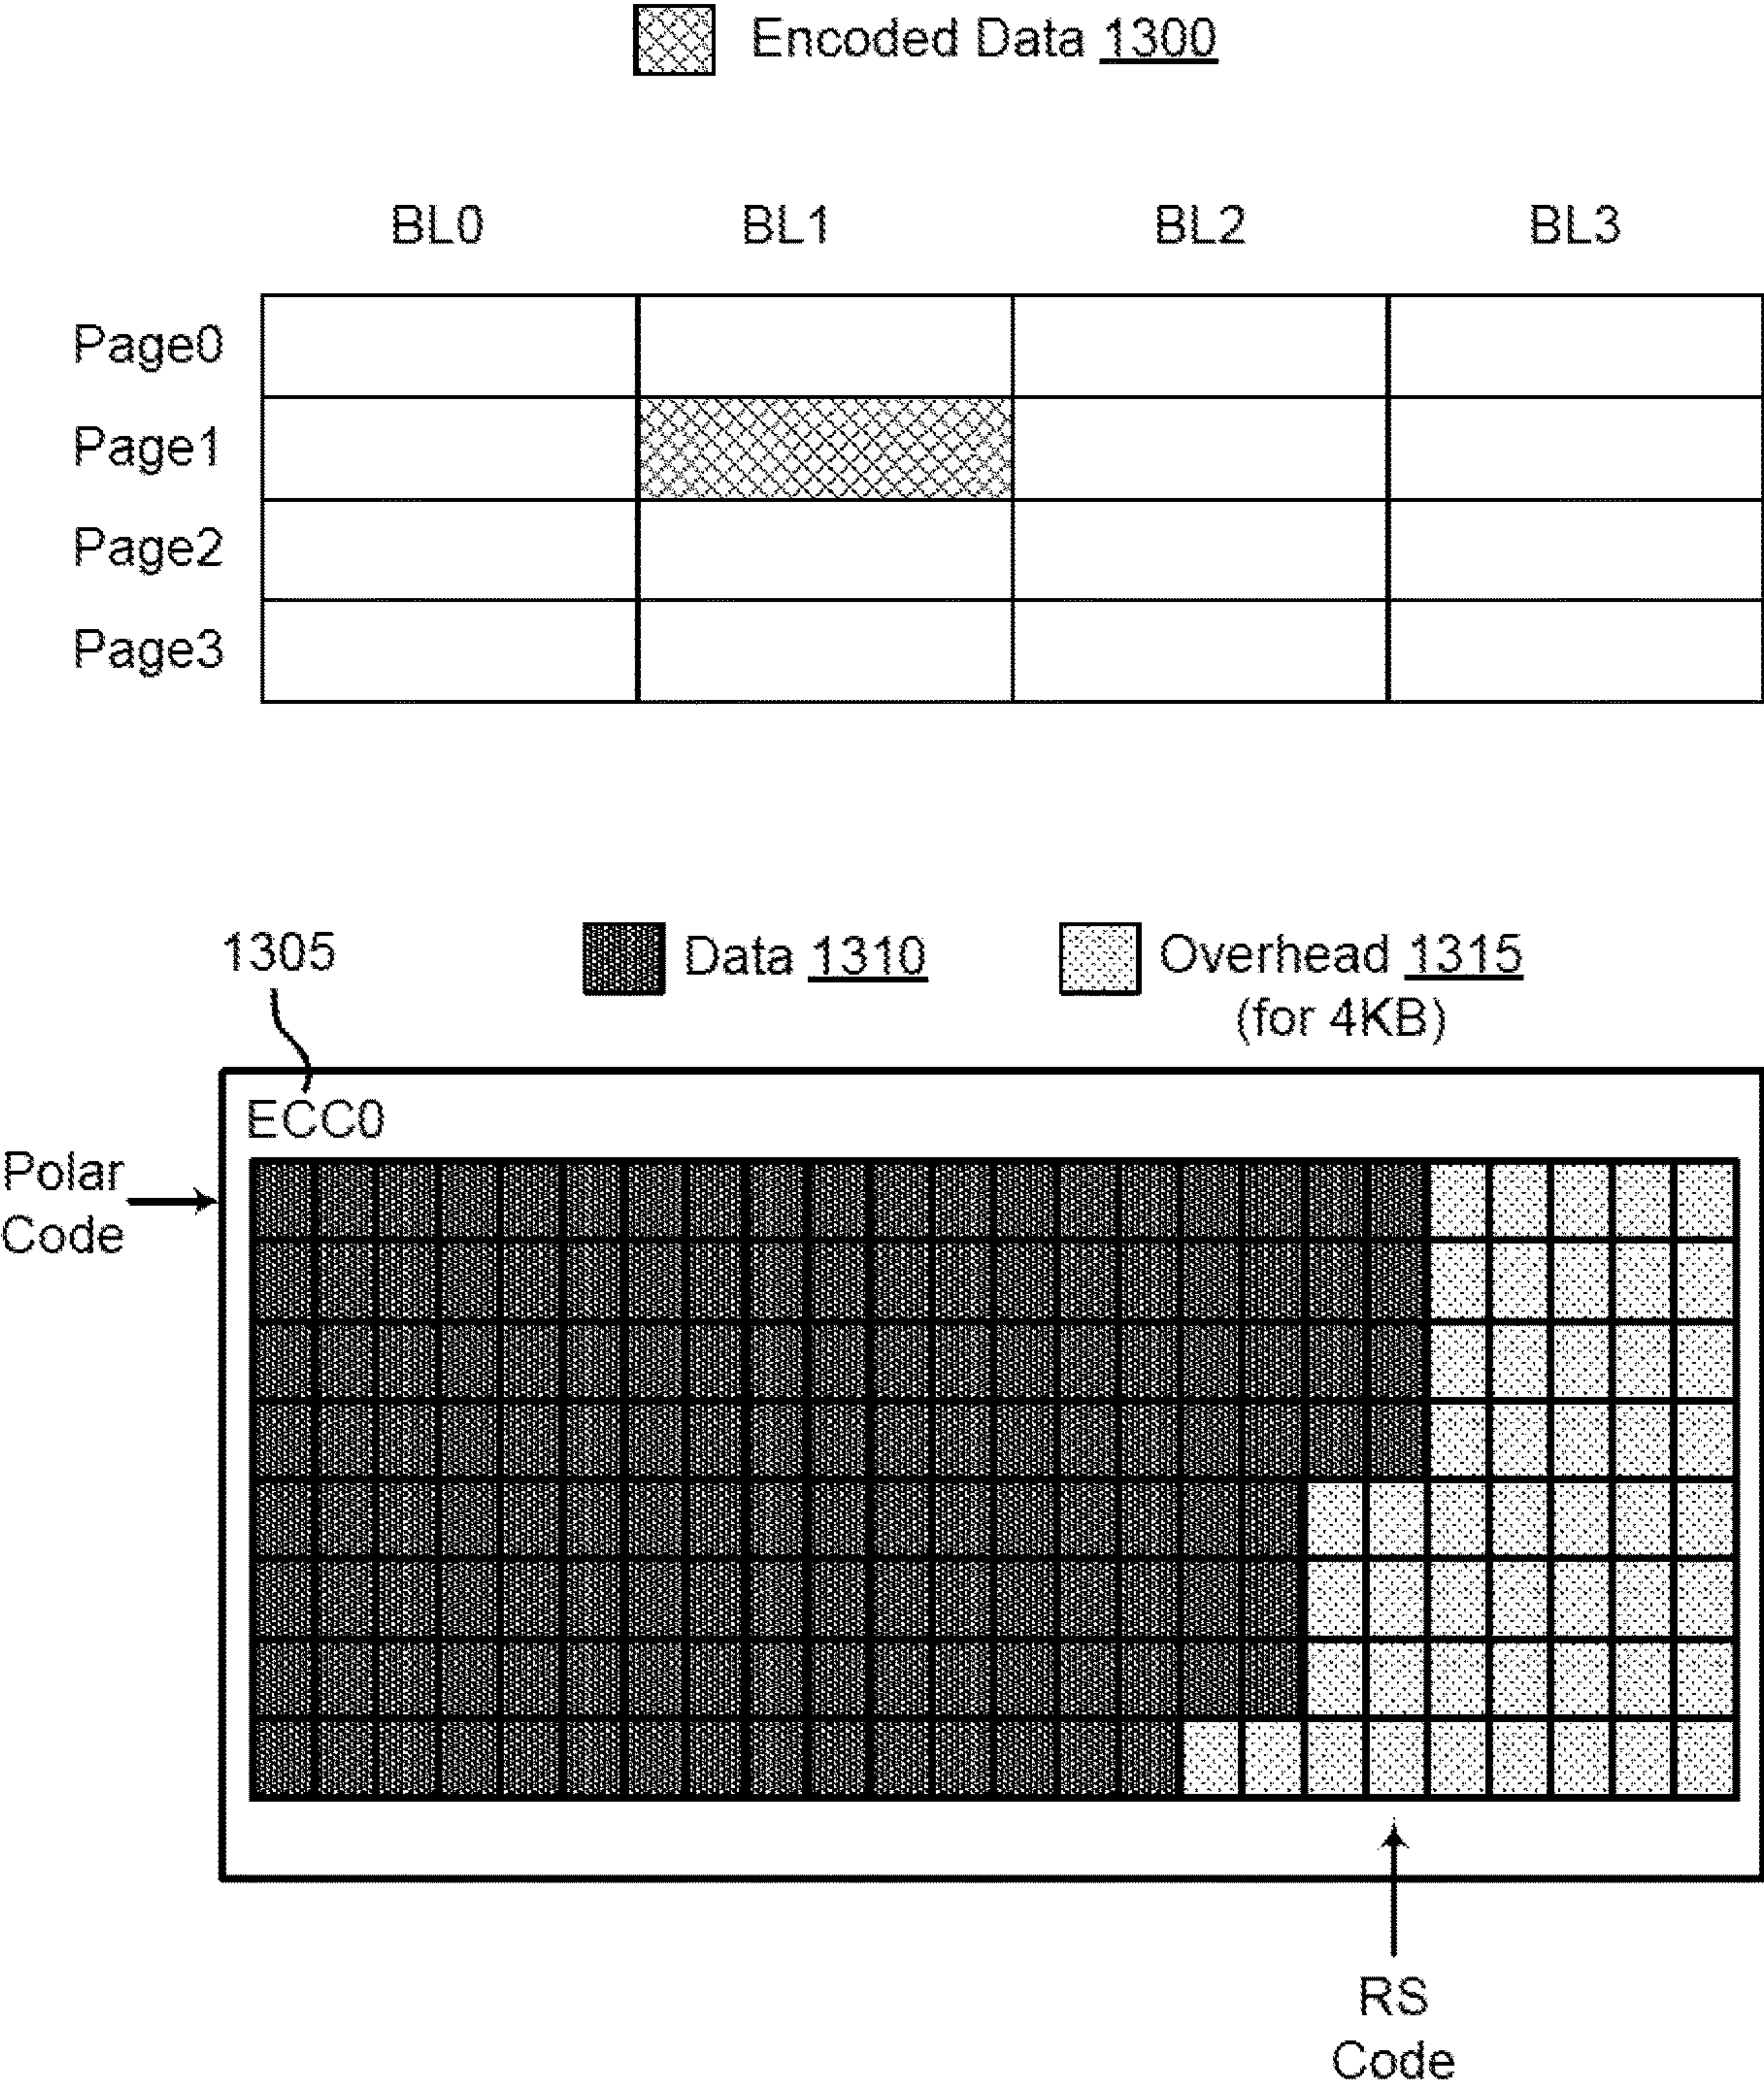 Encoded Data 1300
BL0 BL1 BL2 BL3
Page0
Page1
Page2
Page3
1305
Data 1310
Overhead 1315
(for 4KB)
ECC0
Polar
Code
RS
Code